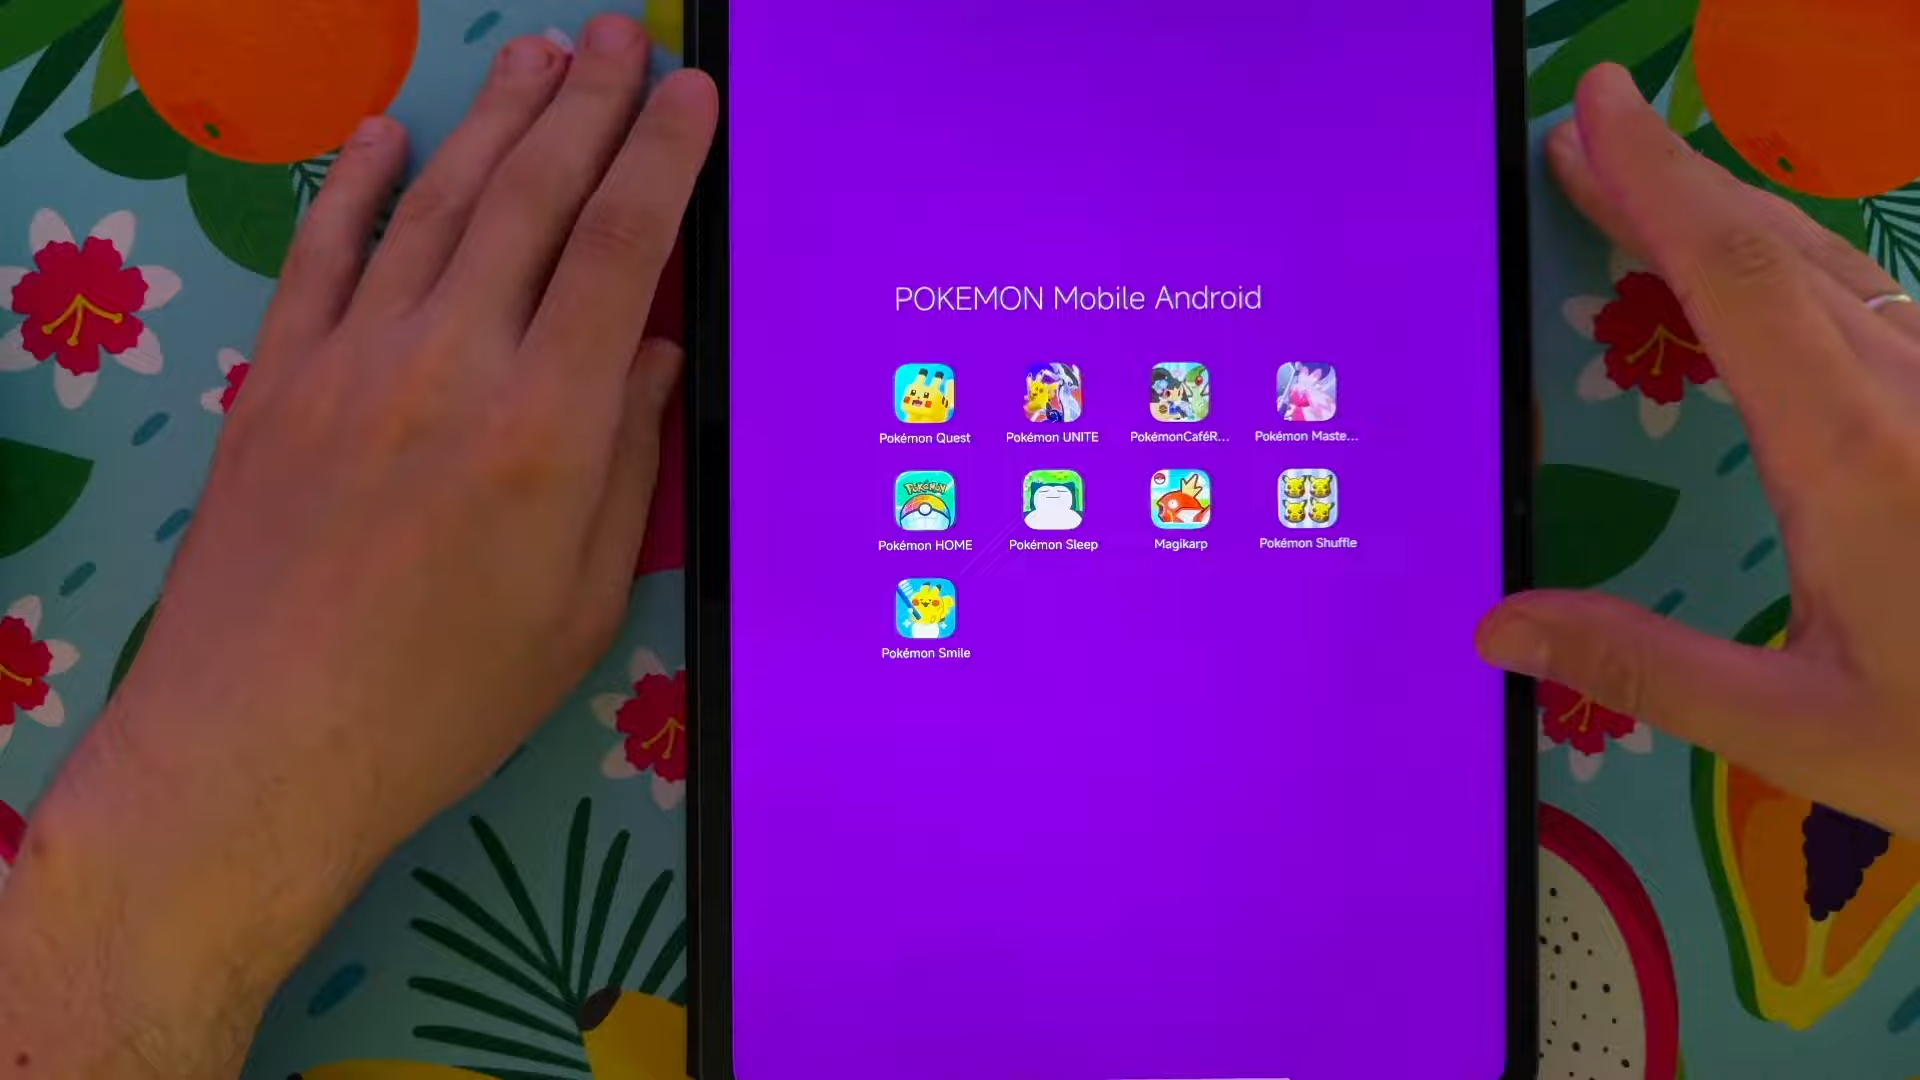 POKEMON Mobile Android
Pokémon Quest
Pokémon UNITE
PokémonCaféR...
Pokémon Maste...
POKÉMON
Pokémon HOME
Pokémon Sleep
Magikarp
Pokémon Shuffle
Pokémon Smile